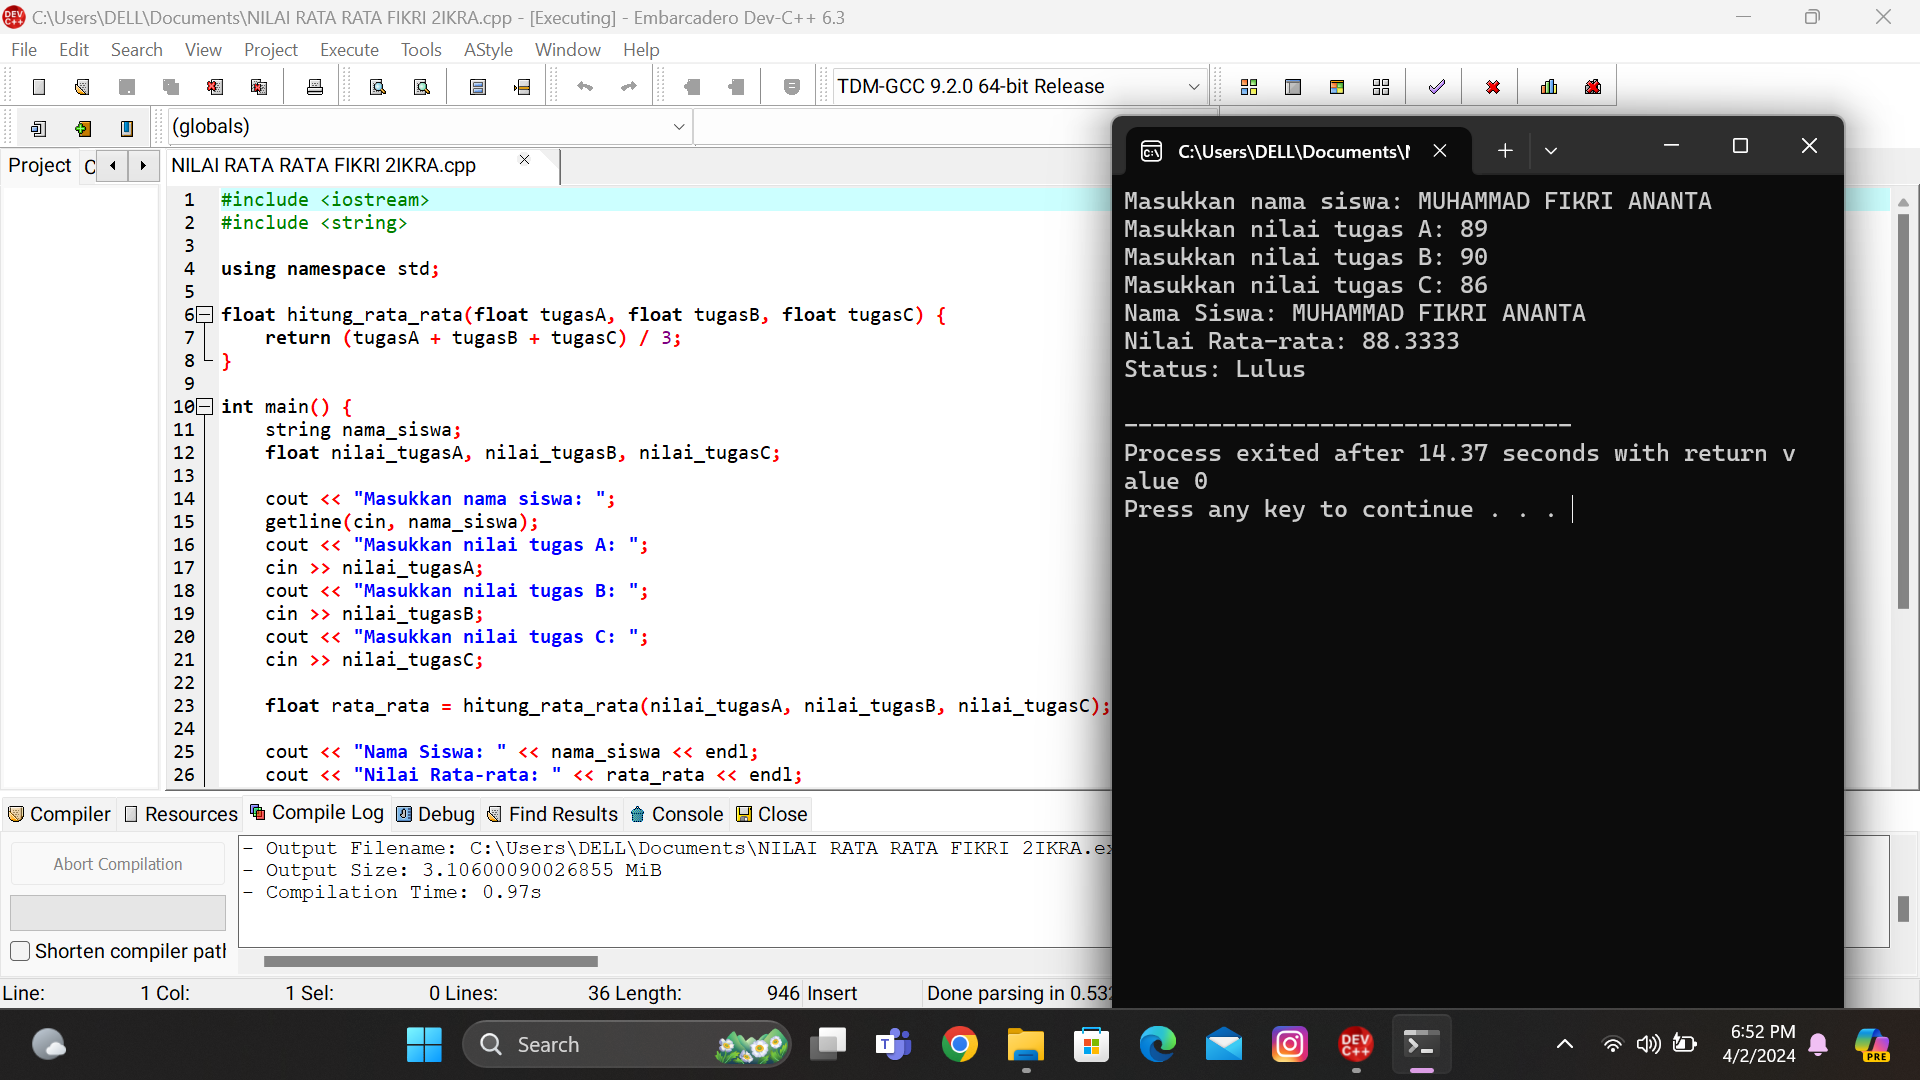 C:\Users\DELL\Documents\NILAI RATA RATA FIKRI 2IKRA.cpp - [Executing] - Embarcadero Dev-C++ 6.3
File Edit Search View Project Execute Tools AStyle Window Help
TDM-GCC 9.2.0 64-bit Release
(globals)
Project C
NILAI RATA RATA FIKRI 2IKRA.cpp
1 #include <iostream>
2 #include <string>
3
4 using namespace std;
5
6 float hitung_rata_rata(float tugasA, float tugasB, float tugasC) {
7 return (tugasA + tugasB + tugasC) / 3;
8 }
9
10 int main() {
11 string nama_siswa;
12 float nilai_tugasA, nilai_tugasB, nilai_tugasC;
13
14 cout << "Masukkan nama siswa: ";
15 getline(cin, nama_siswa);
16 cout << "Masukkan nilai tugas A: ";
17 cin >> nilai_tugasA;
18 cout << "Masukkan nilai tugas B: ";
19 cin >> nilai_tugasB;
20 cout << "Masukkan nilai tugas C: ";
21 cin >> nilai_tugasC;
22
23 float rata_rata = hitung_rata_rata(nilai_tugasA, nilai_tugasB, nilai_tugasC);
24
25 cout << "Nama Siswa: " << nama_siswa << endl;
26 cout << "Nilai Rata-rata: " << rata_rata << endl;
C:\Users\DELL\Documents\
Masukkan nama siswa: MUHAMMAD FIKRI ANANTA
Masukkan nilai tugas A: 89
Masukkan nilai tugas B: 90
Masukkan nilai tugas C: 86
Nama Siswa: MUHAMMAD FIKRI ANANTA
Nilai Rata-rata: 88.3333
Status: Lulus
--------------------------------
Process exited after 14.37 seconds with return v
alue 0
Press any key to continue . . .
Compiler Resources Compile Log Debug Find Results Console Close
Abort Compilation
Shorten compiler path
- Output Filename: C:\Users\DELL\Documents\NILAI RATA RATA FIKRI 2IKRA.ex
- Output Size: 3.10600090026855 MiB
- Compilation Time: 0.97s
Line: 1 Col: 1 Sel: 0 Lines: 36 Length: 946 Insert Done parsing in 0.532
Search
DEV C++
6:52 PM
4/2/2024
PRE